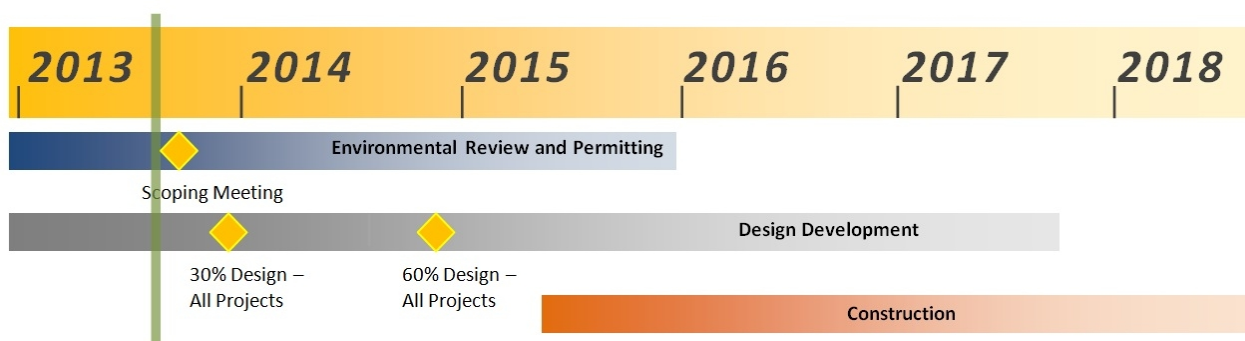 2013 2014 2015 2016 2017 2018
Environmental Review and Permitting
Scoping Meeting
Design Development
30% Design –
All Projects
60% Design –
All Projects
Construction